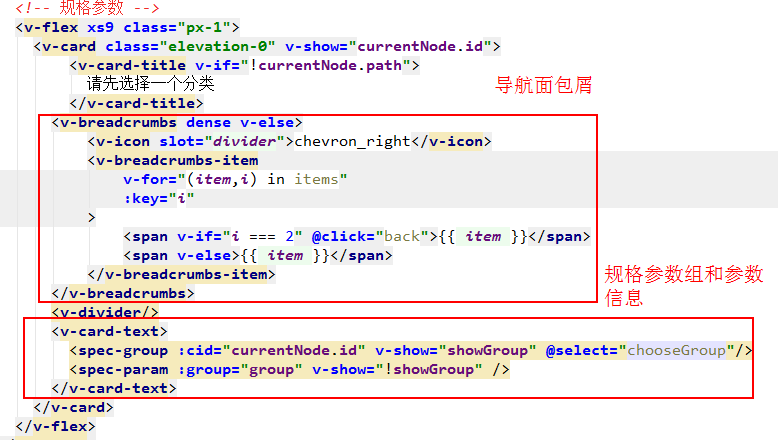 <!-- 规格参数 -->
<v-flex xs9 class="px-1">
<v-card class="elevation-0" v-show="currentNode.id">
<v-card-title v-if="!currentNode.path">
请先选择一个分类
导航面包屑
</v-card-title>
<v-breadcrumbs dense v-else>
<v-icon slot="divider">chevron_right</v-icon>
<v-breadcrumbs-item
v-for="(item,i) in items"
:key="i"
>
<span v-if="i === 2" @click="back">{{ item }}</span>
<span v-else>{{ item }}</span>
</v-breadcrumbs-item>
规格参数组和参数
信息
</v-breadcrumbs>
<v-divider/>
<v-card-text>
<spec-group :cid="currentNode.id" v-show="showGroup" @select="chooseGroup"/>
<spec-param :group="group" v-show="!showGroup" />
</v-card-text>
</v-card>
</v-flex>